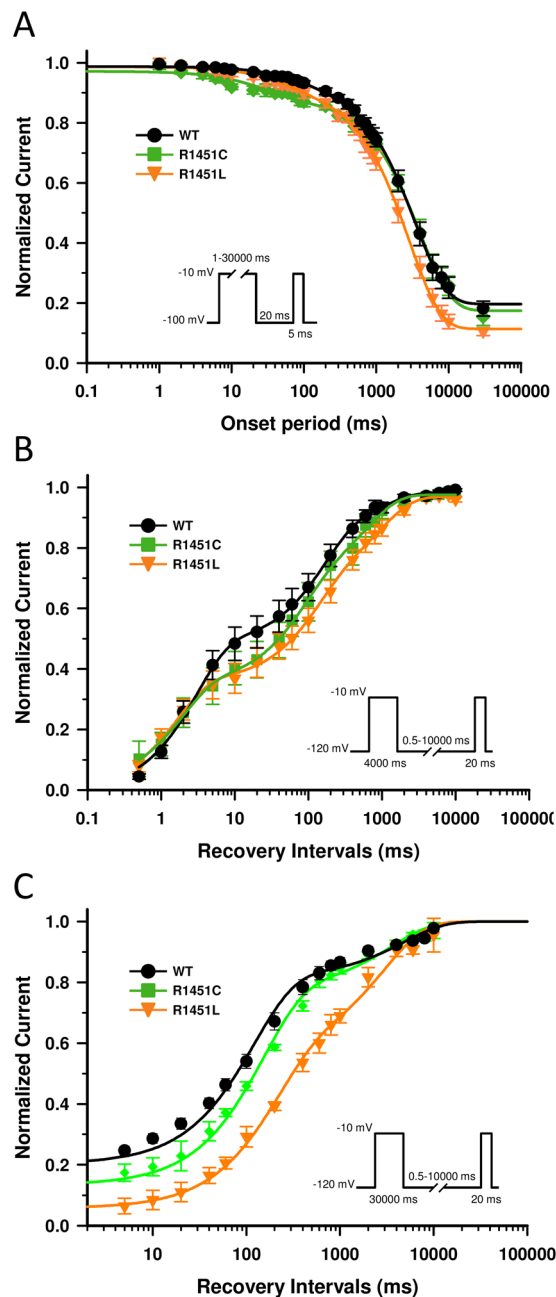 A
1.0
0.8
0.6
0.4
0.2
0.0
Normalized Current
WT
R1451C
R1451L
1-30000 ms
-10 mV
-100 mV
20 ms
5 ms
0.1
1
10
100
1000
10000
100000
Onset period (ms)
B
1.0
0.8
0.6
0.4
0.2
0.0
Normalized Current
WT
R1451C
R1451L
-10 mV
-120 mV
0.5-10000 ms
4000 ms
20 ms
0.1
1
10
100
1000
10000
100000
Recovery Intervals (ms)
C
1.0
0.8
0.6
0.4
0.2
0.0
Normalized Current
WT
R1451C
R1451L
-10 mV
-120 mV
0.5-10000 ms
30000 ms
20 ms
10
100
1000
10000
100000
Recovery Intervals (ms)